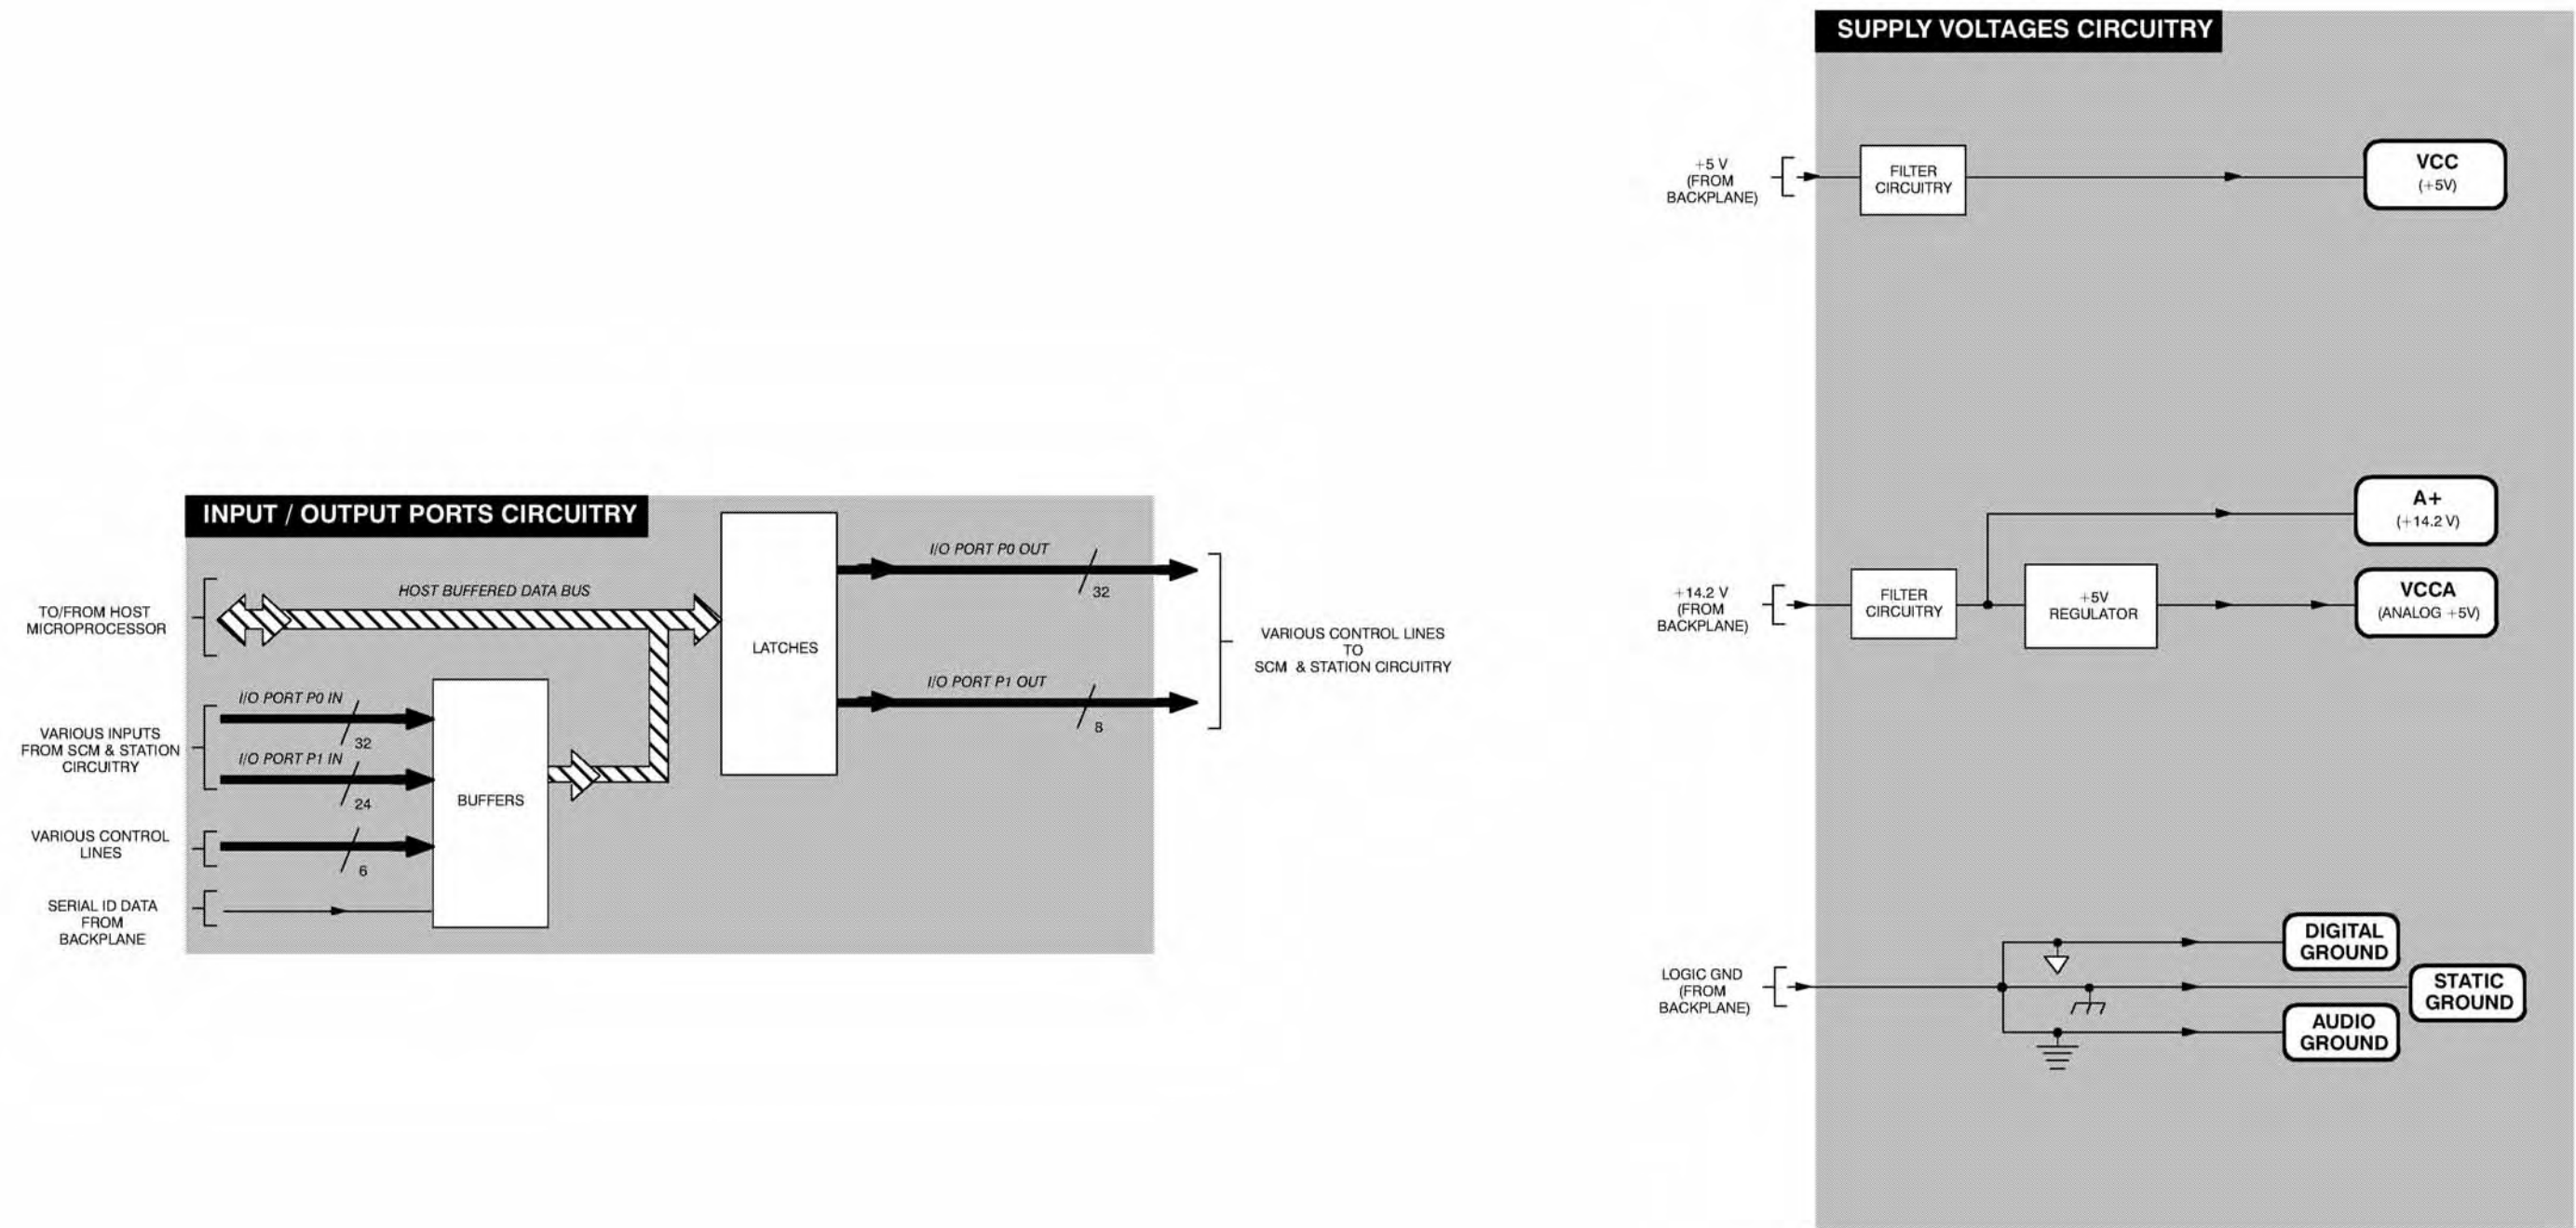 INPUT / OUTPUT PORTS CIRCUITRY
TO/FROM HOST
MICROPROCESSOR
HOST BUFFERED DATA BUS
VARIOUS INPUTS
FROM SCM & STATION
CIRCUITRY
I/O PORT P0 IN
32
I/O PORT P1 IN
24
VARIOUS CONTROL
LINES
6
SERIAL ID DATA
FROM
BACKPLANE
BUFFERS
LATCHES
I/O PORT P0 OUT
32
I/O PORT P1 OUT
8
VARIOUS CONTROL LINES
TO
SCM & STATION CIRCUITRY
SUPPLY VOLTAGES CIRCUITRY
+5 V
(FROM
BACKPLANE)
FILTER
CIRCUITRY
VCC
(+5V)
+14.2 V
(FROM
BACKPLANE)
FILTER
CIRCUITRY
+5V
REGULATOR
A+
(+14.2 V)
VCCA
(ANALOG +5V)
LOGIC GND
(FROM
BACKPLANE)
DIGITAL
GROUND
STATIC
GROUND
AUDIO
GROUND